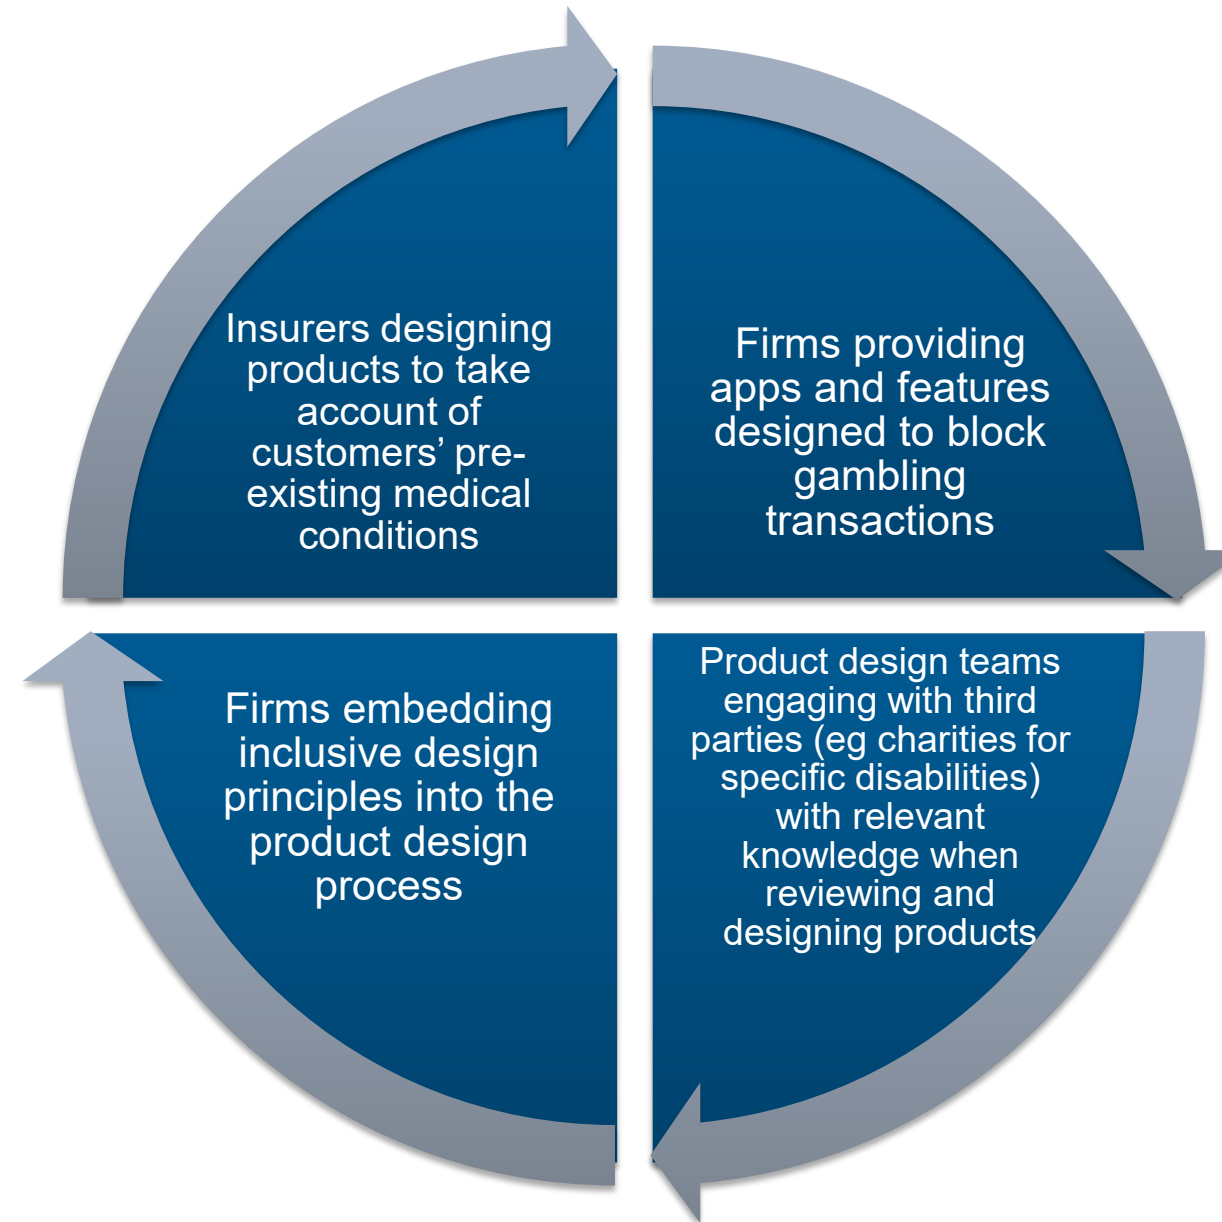 Insurers designing
products to take
account of
customers’ pre-
existing medical
conditions
Firms providing
apps and features
designed to block
gambling
transactions
Product design teams
engaging with third
parties (eg charities for
specific disabilities)
with relevant
knowledge when
reviewing and
designing products
Firms embedding
inclusive design
principles into the
product design
process